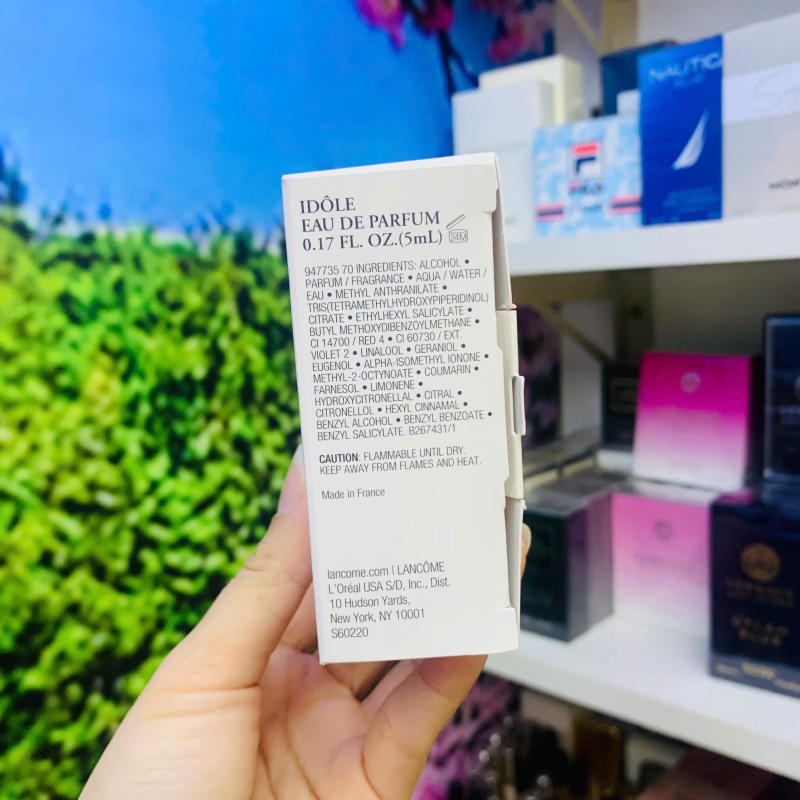 IDÔLE
EAU DE PARFUM
0.17 FL. OZ.(5mL)
24M
947735 70 INGREDIENTS: ALCOHOL •
PARFUM / FRAGRANCE • AQUA / WATER /
EAU • METHYL ANTHRANILATE •
TRIS(TETRAMETHYLHYDROXYPIPERIDINOL)
CITRATE • ETHYLHEXYL SALICYLATE •
BUTYL METHOXYDIBENZOYLMETHANE •
CI 14700 / RED 4 • CI 60730 / EXT.
VIOLET 2 • LINALOOL • GERANIOL •
EUGENOL • ALPHA-ISOMETHYL IONONE •
METHYL-2-OCTYNOATE • COUMARIN •
FARNESOL • LIMONENE •
HYDROXYCITRONELLAL • CITRAL •
CITRONELLOL • HEXYL CINNAMAL •
BENZYL ALCOHOL • BENZYL BENZOATE •
BENZYL SALICYLATE. B267431/1
CAUTION: FLAMMABLE UNTIL DRY.
KEEP AWAY FROM FLAMES AND HEAT.
Made in France
lancome.com | LANCÔME
L'Oréal USA S/D, Inc., Dist.
10 Hudson Yards,
New York, NY 10001
S60220
NAUTICA
FILA